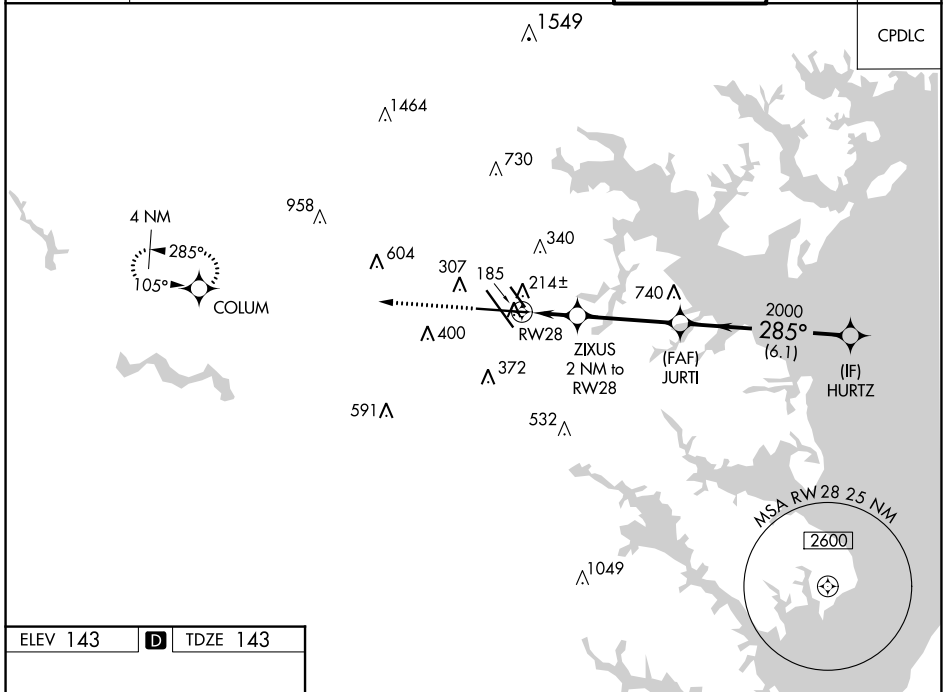 1549
CPDLC
1464
730
958
4 NM
285°
105°
COLUM
604
340
307
185
214±
740
RW28
400
ZIXUS
2 NM to
RW28
(FAF)
JURTI
2000
285°
(6.1)
(IF)
HURTZ
372
591
532
MSA RW28 25 NM
2600
1049
ELEV 143 D TDZE 143